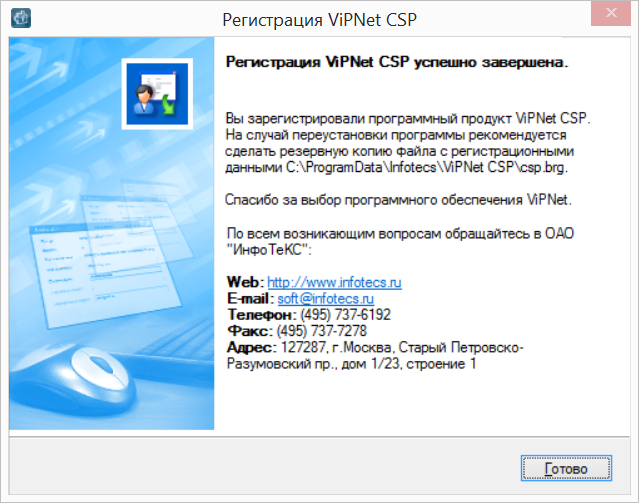 Регистрация ViPNet CSP
Регистрация ViPNet CSP успешно завершена.
Вы зарегистрировали программный продукт ViPNet CSP.
На случай переустановки программы рекомендуется
сделать резервную копию файла с регистрационными
данными C:\ProgramData\Infotecs\ViPNet CSP\csp.brg.
Спасибо за выбор программного обеспечения ViPNet.
По всем возникающим вопросам обращайтесь в ОАО
"ИнфоТеКС":
Web: http://www.infotecs.ru
E-mail: soft@infotecs.ru
Телефон: (495) 737-6192
Факс: (495) 737-7278
Адрес: 127287, г.Москва, Старый Петровско-
Разумовский пр., дом 1/23, строение 1
Готово